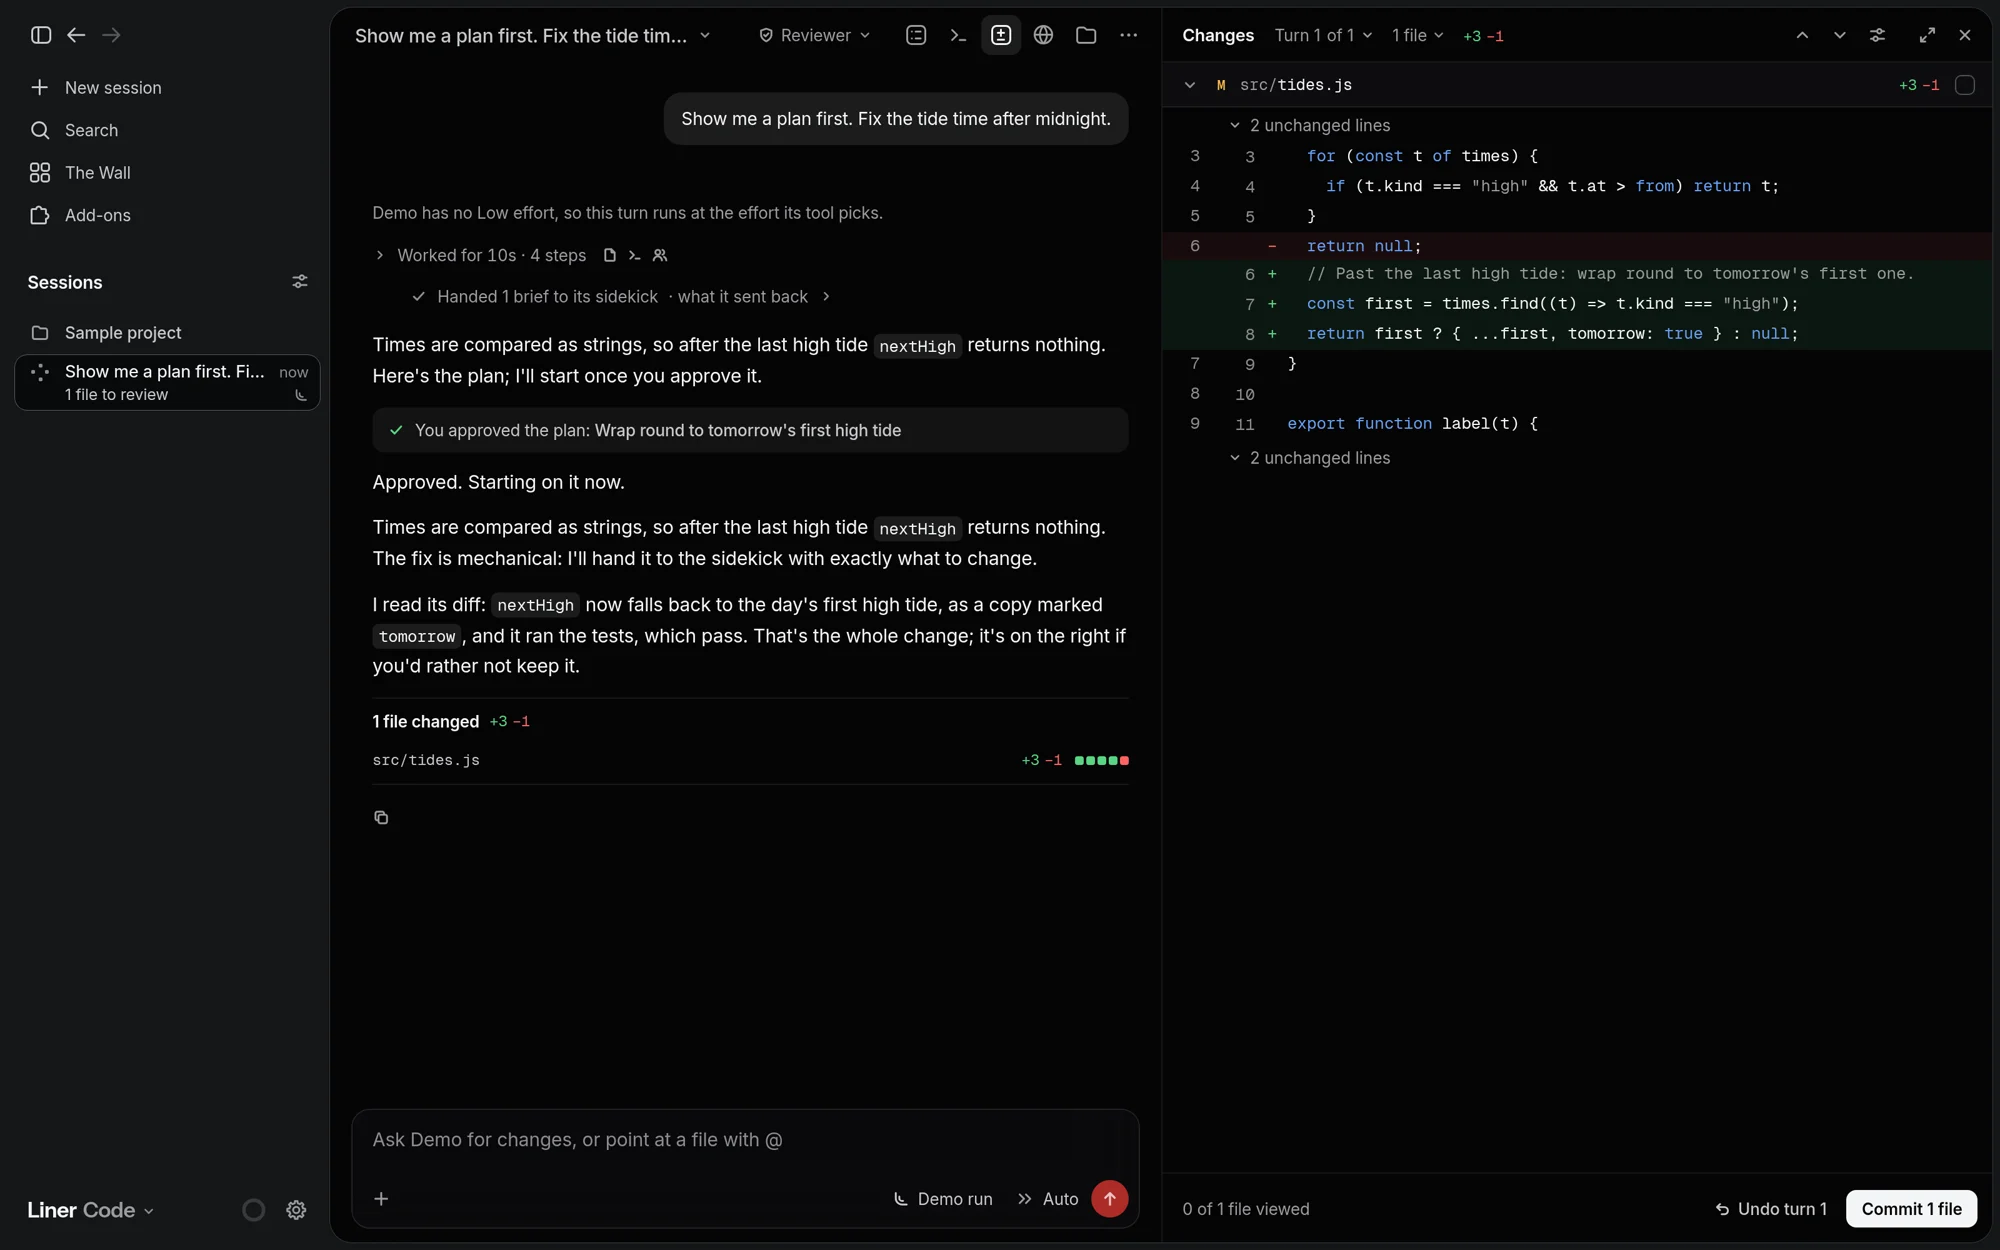 New session
Search
The Wall
Add-ons
Sessions
Sample project
Show me a plan first. Fi... now
1 file to review
Liner Code
Show me a plan first. Fix the tide tim...
Reviewer
Show me a plan first. Fix the tide time after midnight.
Demo has no Low effort, so this turn runs at the effort its tool picks.
Worked for 10s · 4 steps
Handed 1 brief to its sidekick · what it sent back
Times are compared as strings, so after the last high tide nextHigh returns nothing.
Here's the plan; I'll start once you approve it.
You approved the plan: Wrap round to tomorrow's first high tide
Approved. Starting on it now.
Times are compared as strings, so after the last high tide nextHigh returns nothing.
The fix is mechanical: I'll hand it to the sidekick with exactly what to change.
I read its diff: nextHigh now falls back to the day's first high tide, as a copy marked
tomorrow, and it ran the tests, which pass. That's the whole change; it's on the right if
you'd rather not keep it.
1 file changed +3 −1
src/tides.js +3 −1
Ask Demo for changes, or point at a file with @
Demo run Auto
Changes Turn 1 of 1 1 file +3 −1
M src/tides.js +3 −1
2 unchanged lines
3 3 for (const t of times) {
4 4 if (t.kind === "high" && t.at > from) return t;
5 5 }
6 − return null;
6 + // Past the last high tide: wrap round to tomorrow's first one.
7 + const first = times.find((t) => t.kind === "high");
8 + return first ? { ...first, tomorrow: true } : null;
7 9 }
8 10
9 11 export function label(t) {
2 unchanged lines
0 of 1 file viewed
Undo turn 1
Commit 1 file